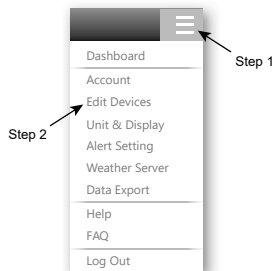 Step 1
Dashboard
Account
Edit Devices
Step 2
Unit & Display
Alert Setting
Weather Server
Data Export
Help
FAQ
Log Out